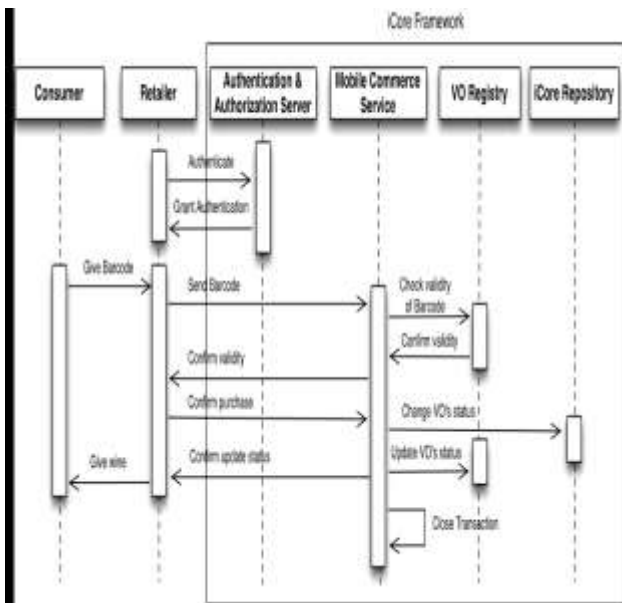 iCore Framework
Consumer
Retailer
Authentication &
Authorization Server
Mobile Commerce
Service
VO Registry
iCore Repository
Authenticate
Grant Authentication
Give Barcode
Send Barcode
Check validity
of Barcode
Confirm validity
Confirm validity
Confirm purchase
Change VO's status
Confirm update status
Update VO's status
Give wine
Close Transaction